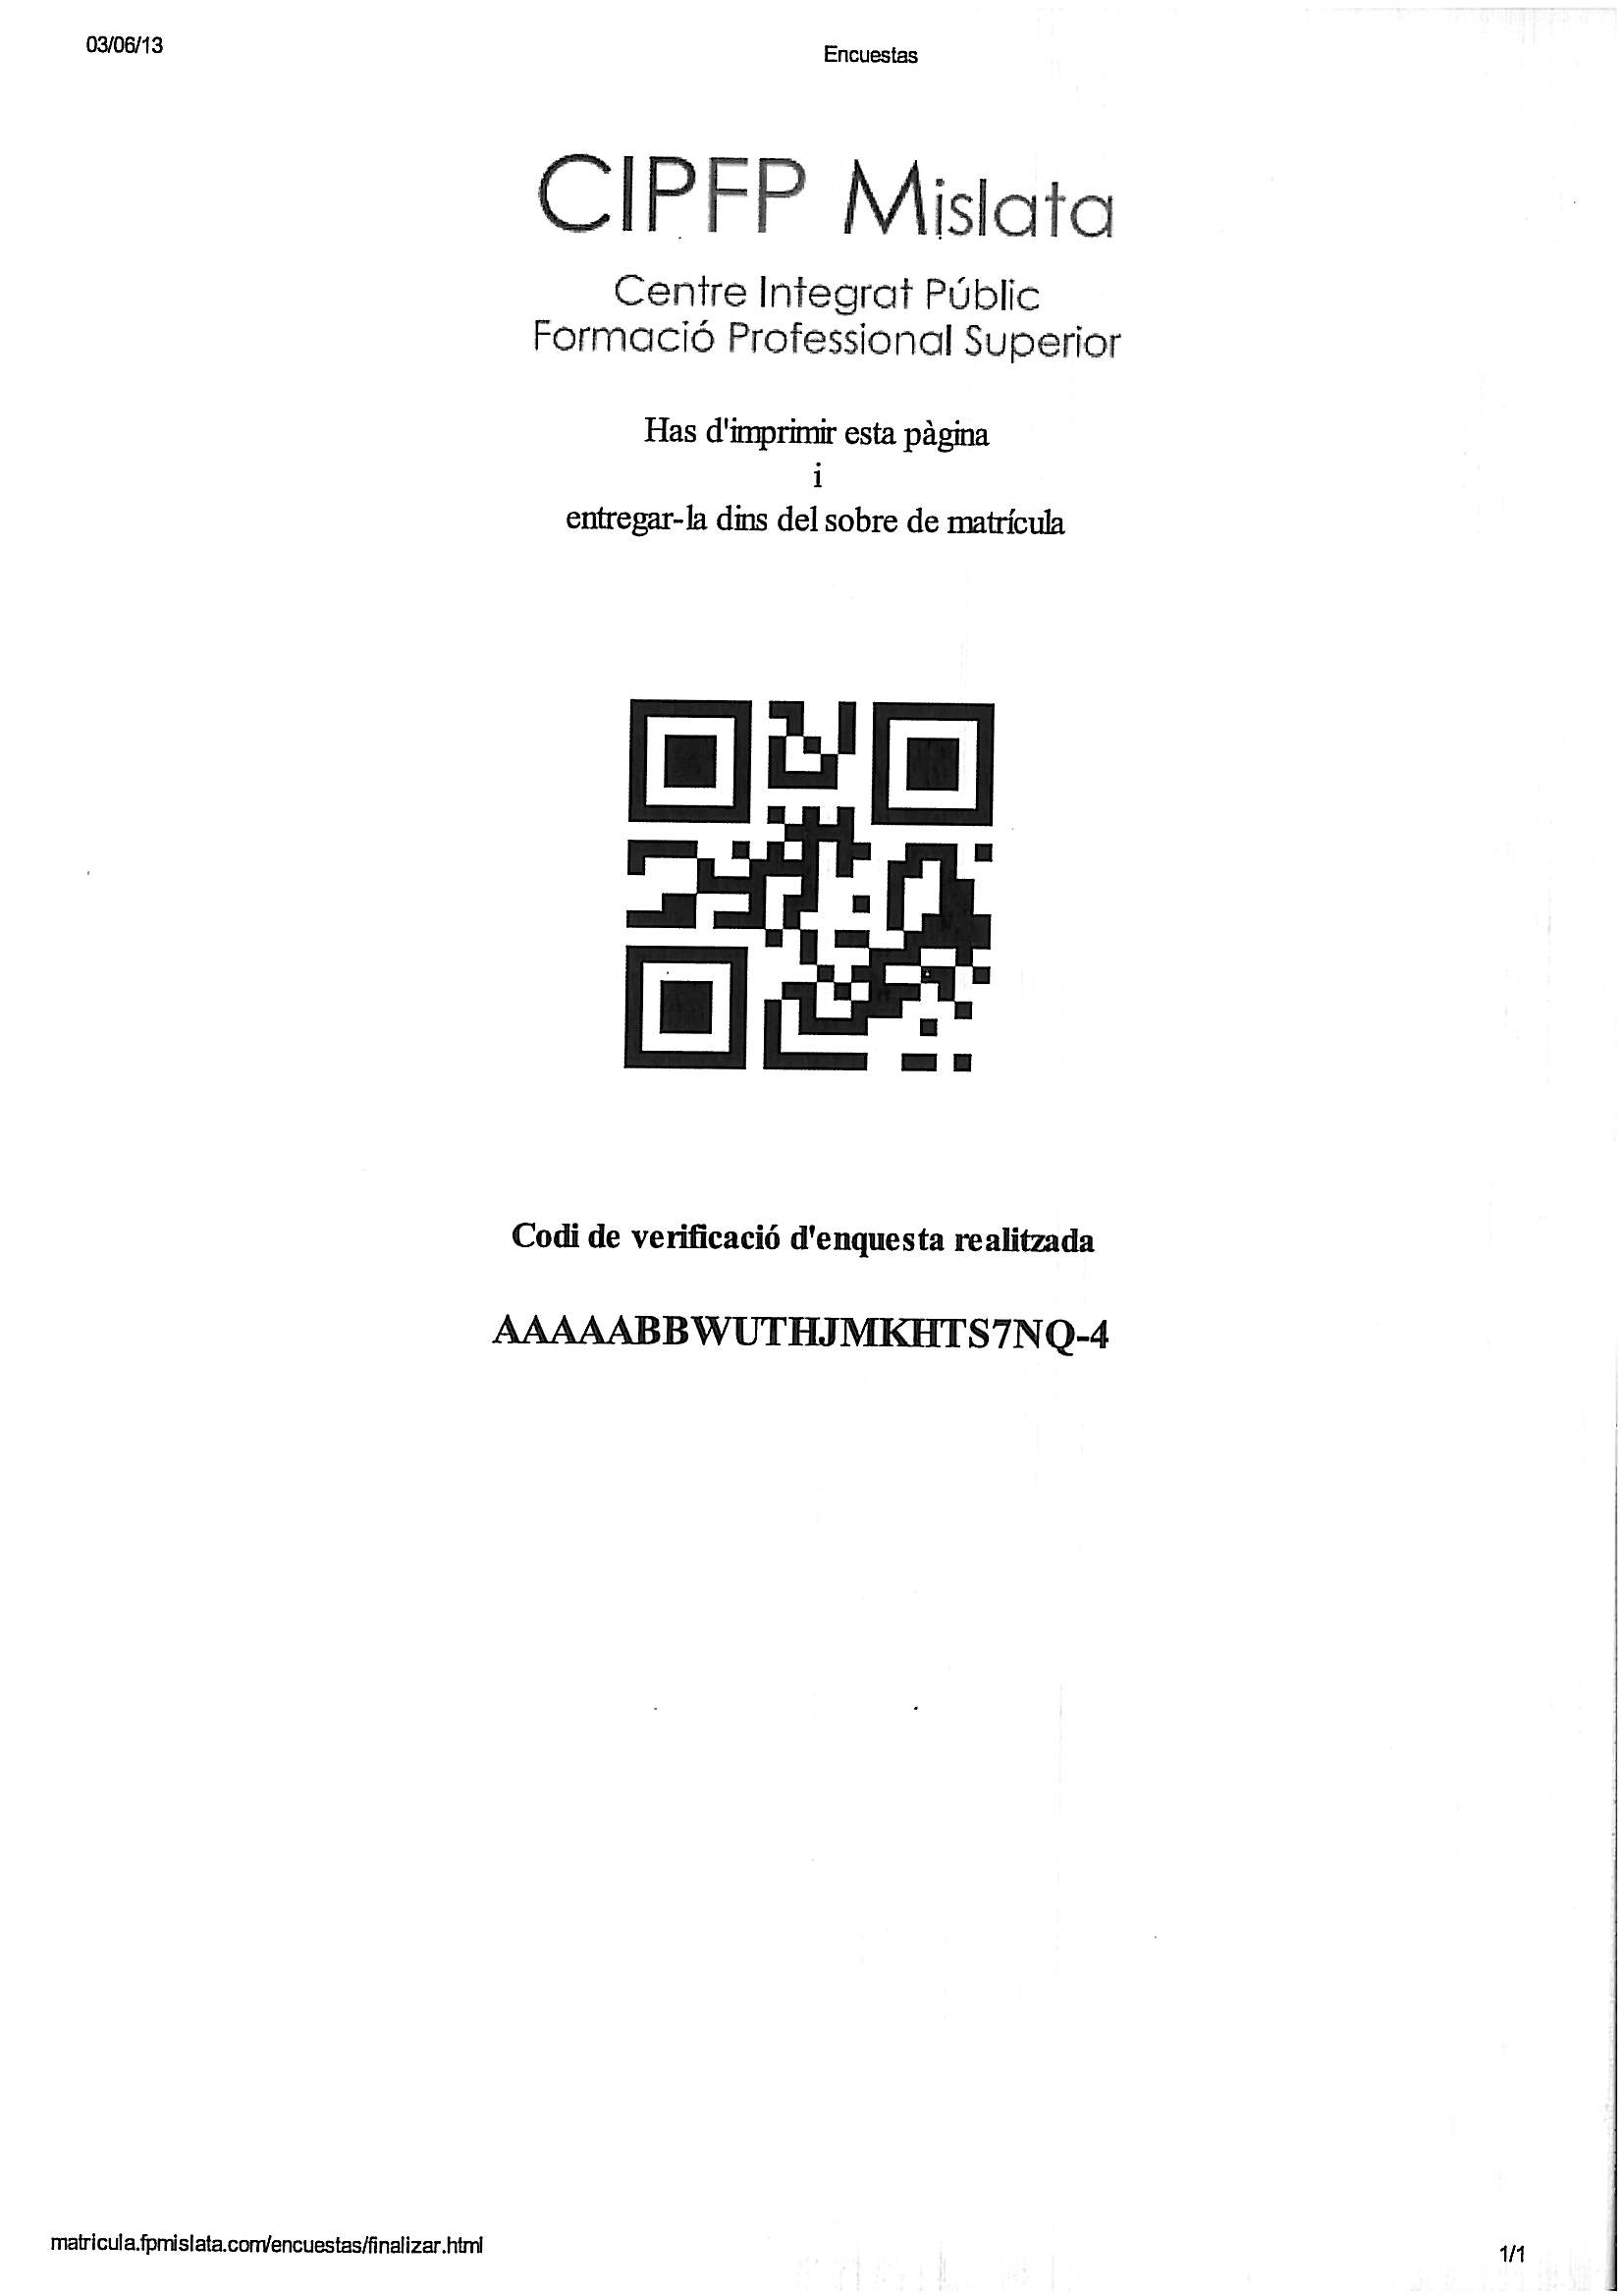 03/06/13
Encuestas
CIPFP Mislata
Centre Integrat Públic
Formació Professional Superior
Has d'imprimir esta pàgina
i
entregar-la dins del sobre de matrícula
Codi de verificació d'enquesta realitzada
AAAAABBWUTHJMKHTS7NQ-4
matricula.fpmislata.com/encuestas/finalizar.html
1/1